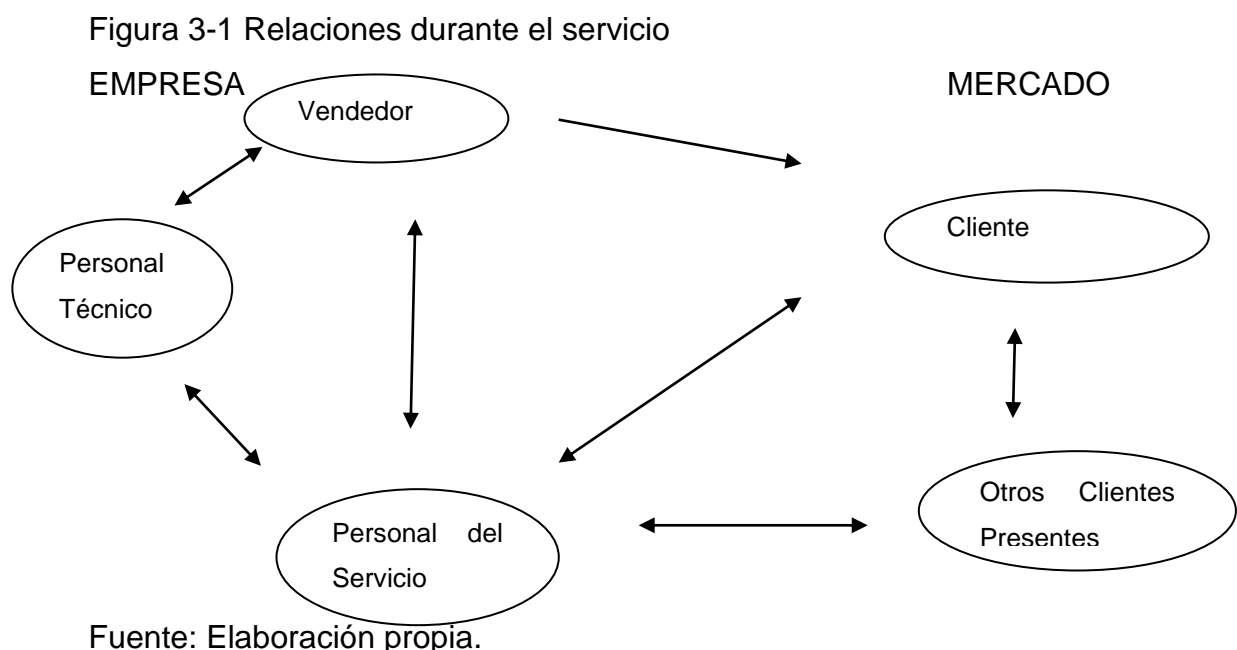 Figura 3-1 Relaciones durante el servicio
EMPRESA
MERCADO
Vendedor
Cliente
Personal
Técnico
Otros Clientes
Presentes
Personal del
Servicio
Fuente: Elaboración propia.